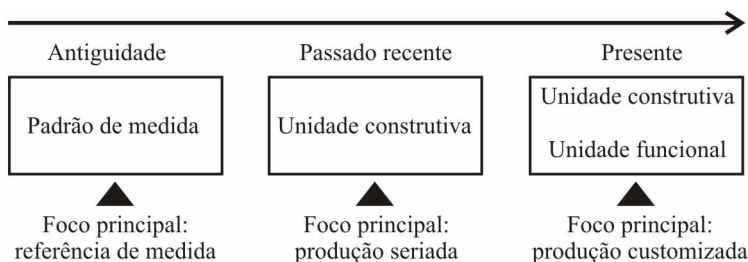 Antiguidade
Passado recente
Presente
Padrão de medida
Unidade construtiva
Unidade construtiva
Unidade funcional
Foco principal:
referência de medida
Foco principal:
produção seriada
Foco principal:
produção customizada